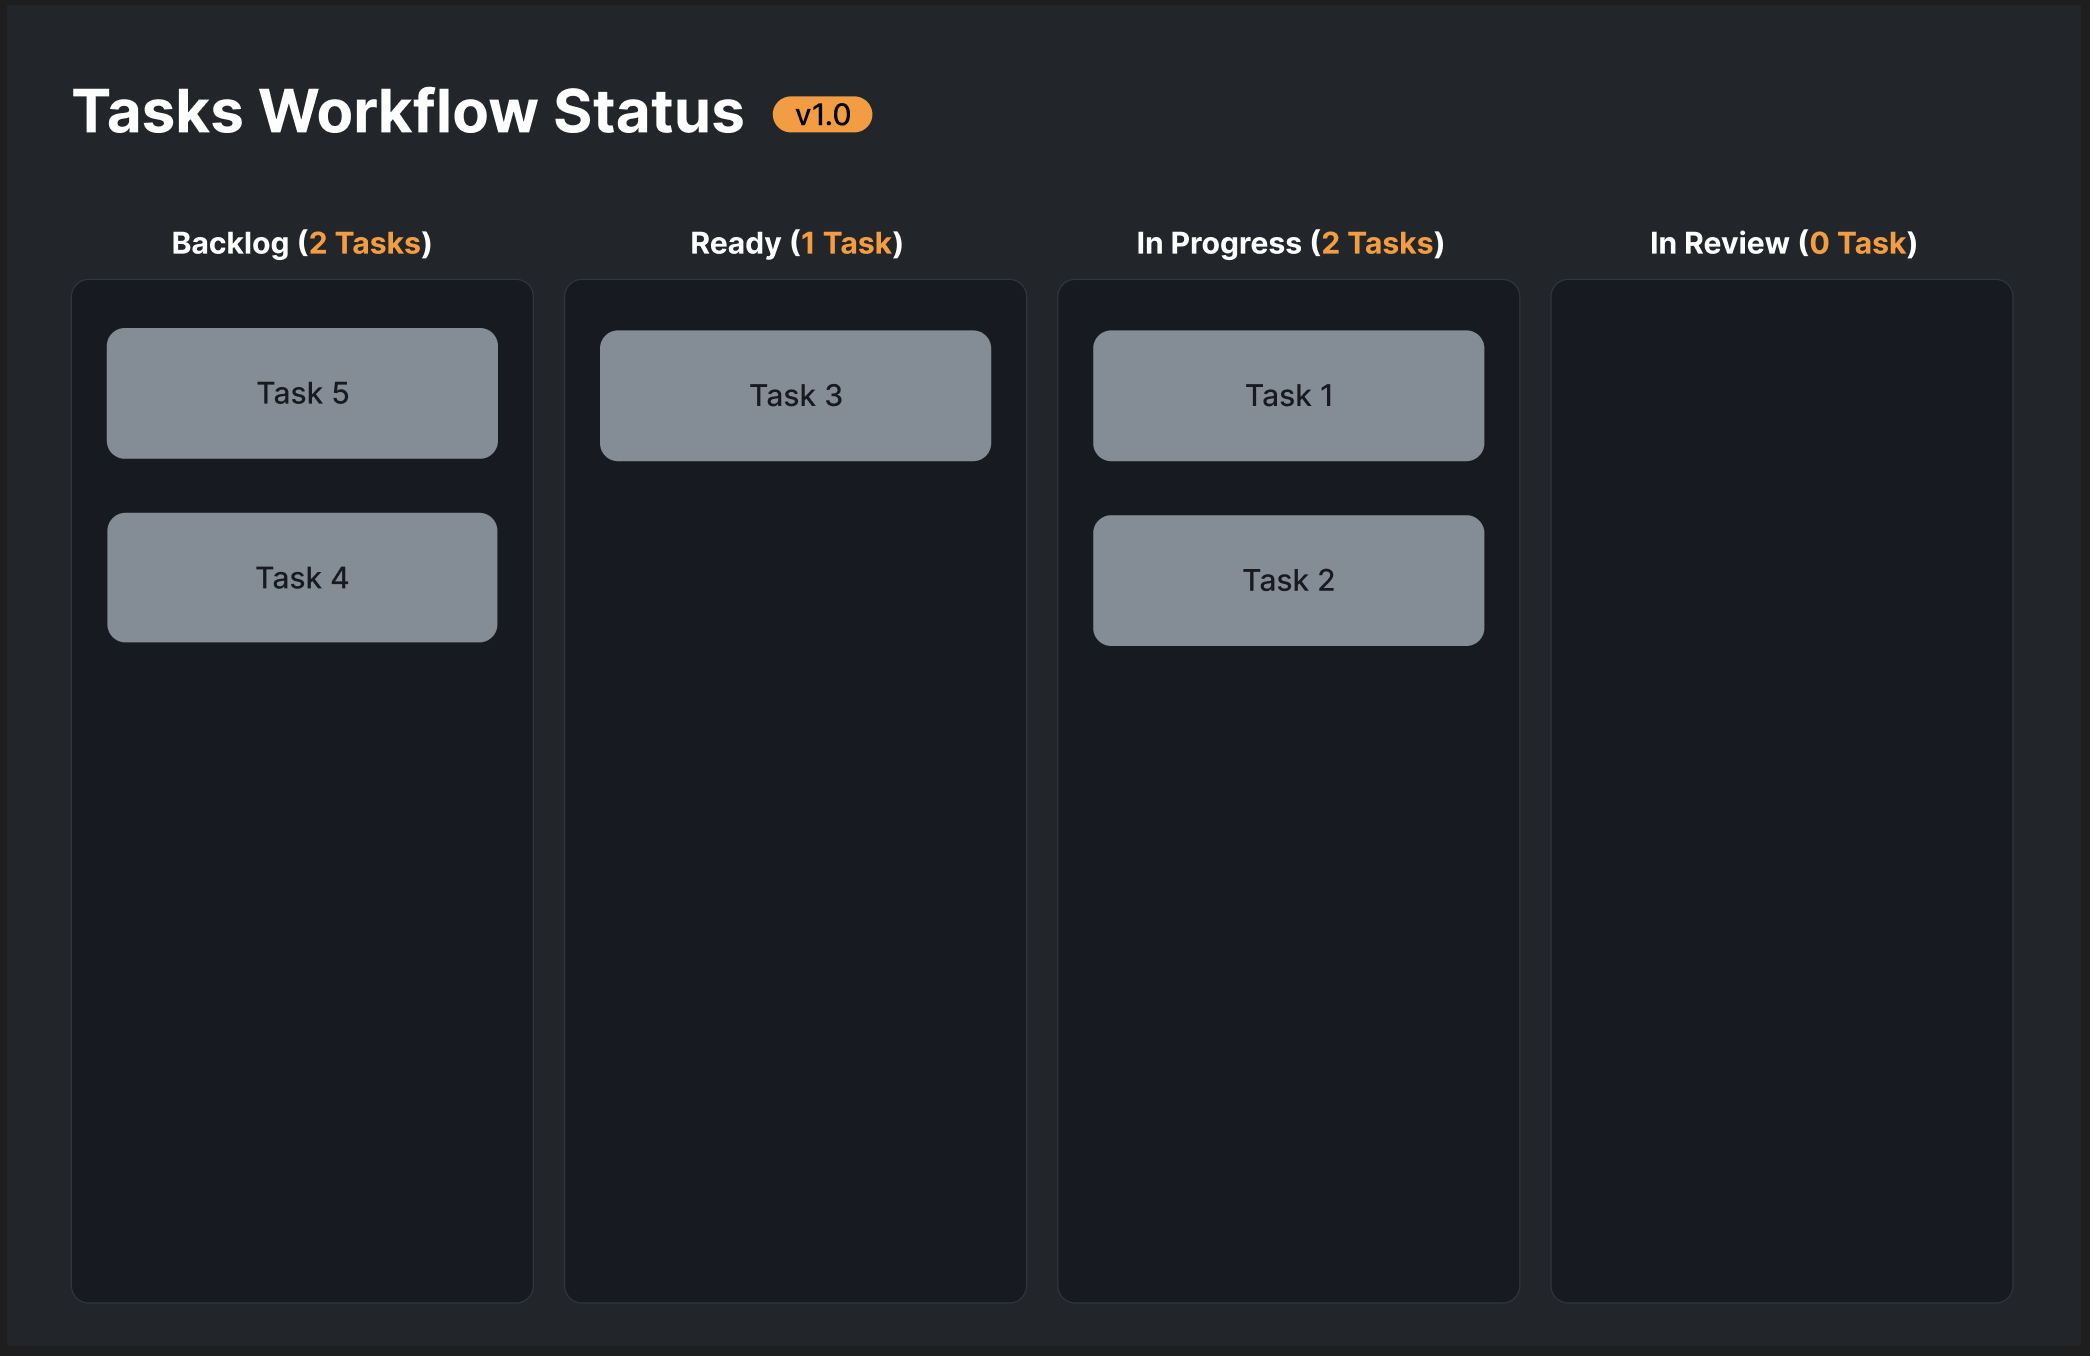 Tasks Workflow Status v1.0
Backlog (2 Tasks)
Task 5
Task 4
Ready (1 Task)
Task 3
In Progress (2 Tasks)
Task 1
Task 2
In Review (0 Task)